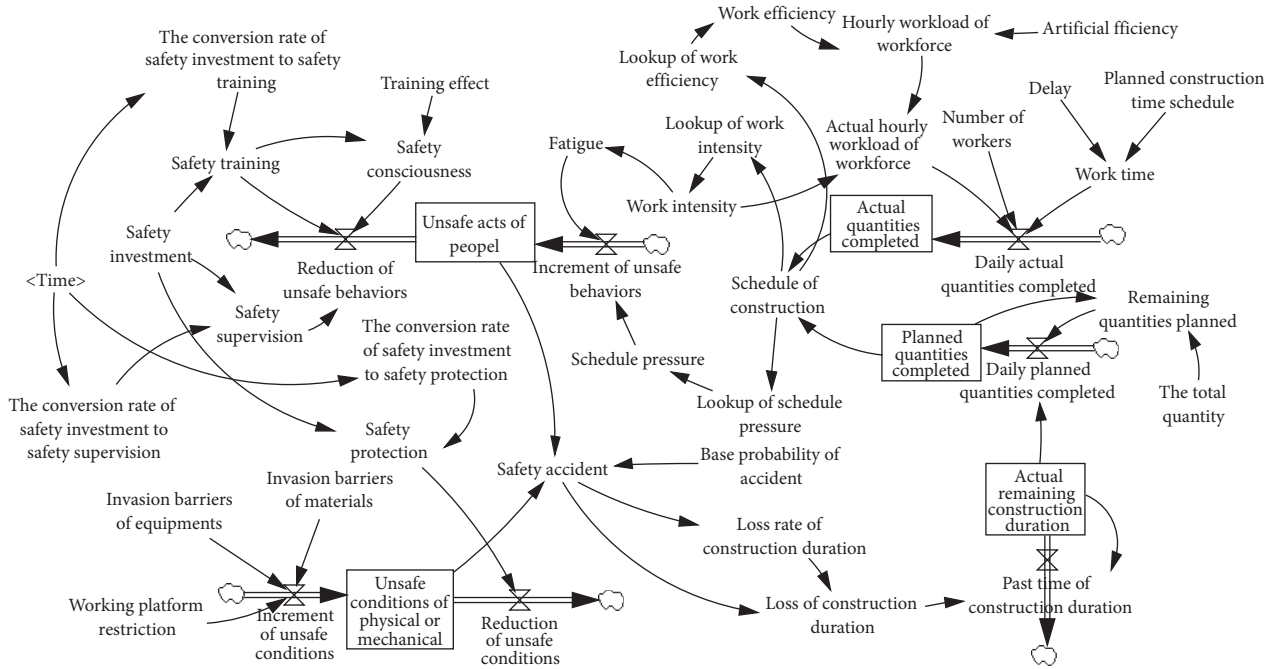 The conversion rate of
safety investment to safety
training
Training effect
Safety training
Safety
consciousness
Safety
investment
<Time>
Reduction of
unsafe behaviors
Unsafe acts of
peopel
Safety
supervision
The conversion rate of
safety investment to
safety supervision
The conversion rate
of safety investment
to safety protection
Safety
protection
Work efficiency
Lookup of work
efficiency
Hourly workload of
workforce
Artificial fficiency
Lookup of work
intensity
Fatigue
Work intensity
Actual hourly
workload of
workforce
Number of
workers
Delay
Planned construction
time schedule
Work time
Increment of unsafe
behaviors
Actual
quantities
completed
Daily actual
quantities completed
Schedule of
construction
Planned
quantities
completed
Remaining
quantities planned
Daily planned
quantities completed
The total
quantity
Schedule pressure
Lookup of schedule
pressure
Safety accident
Base probability of
accident
Actual
remaining
construction
duration
Invasion barriers
of equipments
Invasion barriers
of materials
Working platform
restriction
Increment
of unsafe
conditions
Unsafe
conditions of
physical or
mechanical
Reduction
of unsafe
conditions
Loss rate of
construction duration
Loss of construction
duration
Past time of
construction duration